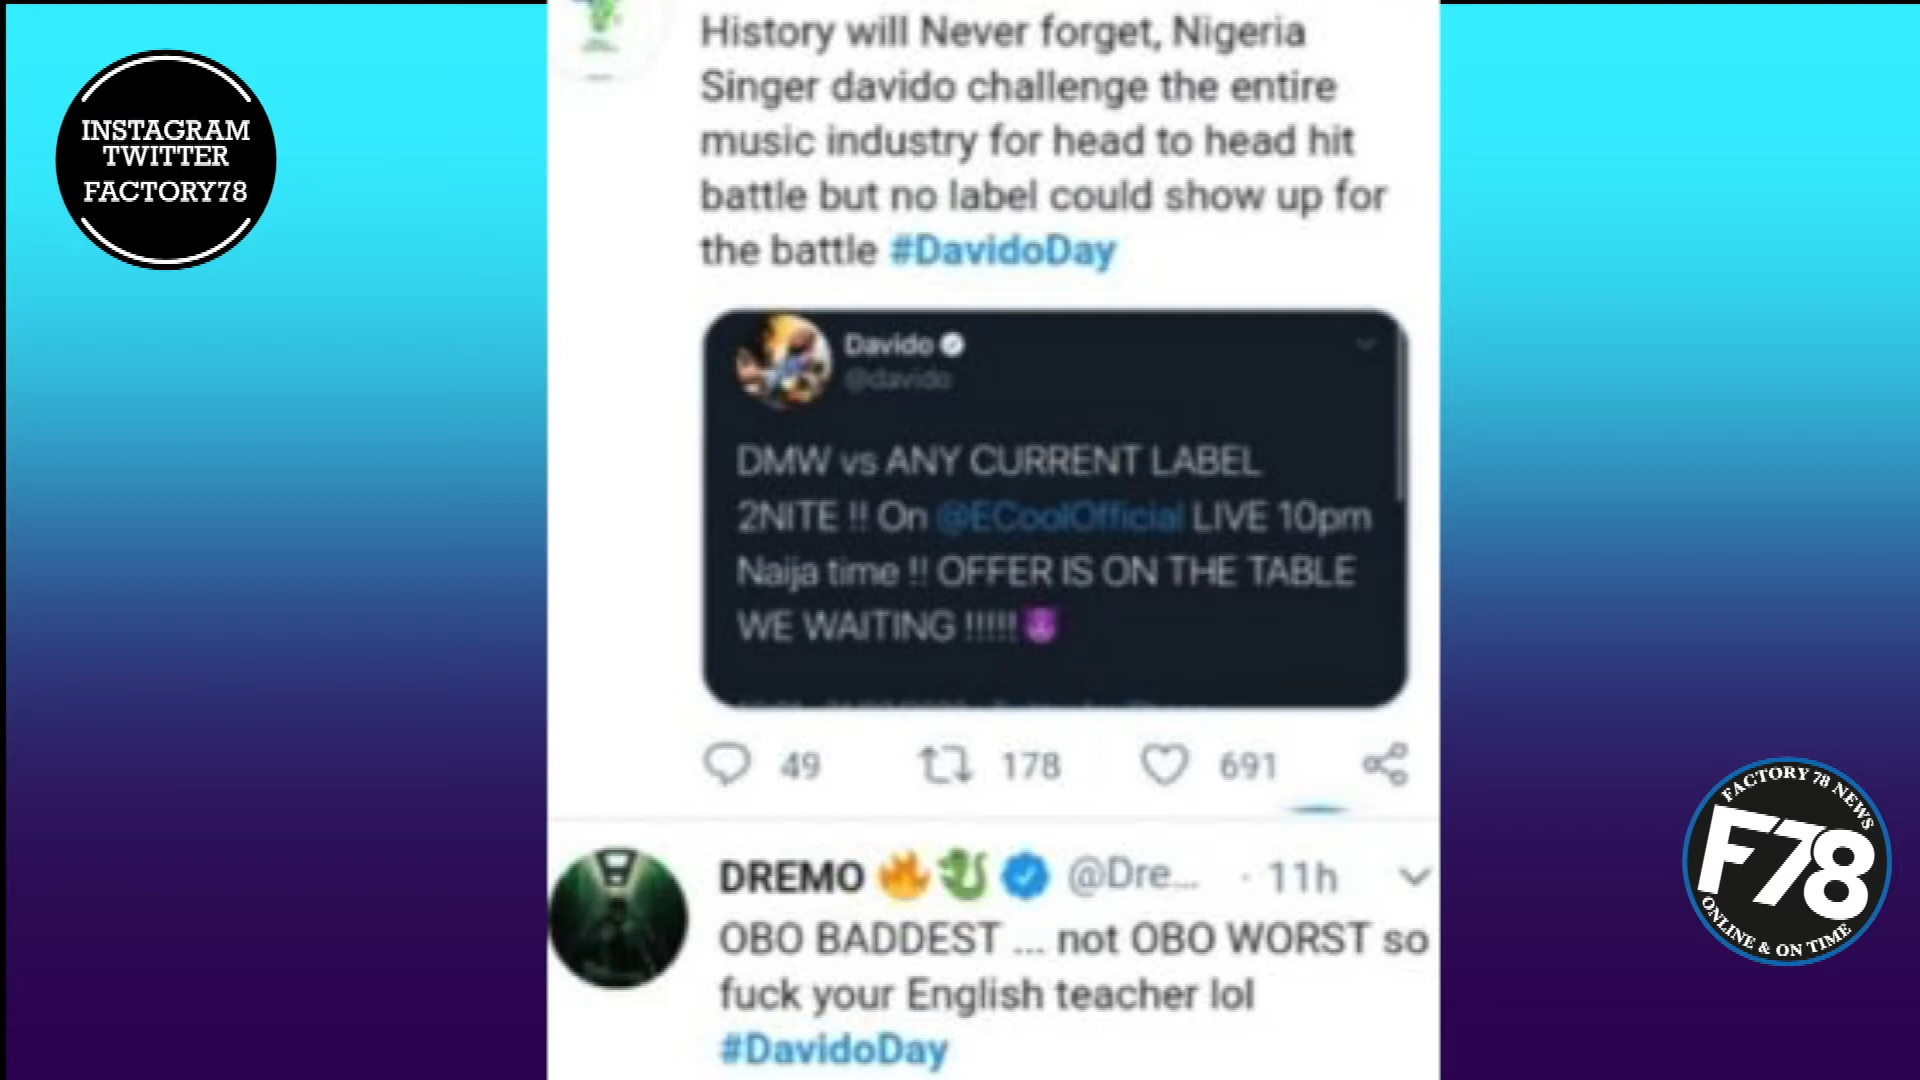 INSTAGRAM
TWITTER
FACTORY78
History will Never forget, Nigeria
Singer davido challenge the entire
music industry for head to head hit
battle but no label could show up for
the battle #DavidoDay
Davido
@davido
DMW vs ANY CURRENT LABEL
2NITE !! On @ECoolOfficial LIVE 10pm
Naija time !! OFFER IS ON THE TABLE
WE WAITING !!!!!😈
49 178 691
DREMO 🔥🐉 @Dre... · 11h
OBO BADDEST ... not OBO WORST so
fuck your English teacher lol
#DavidoDay
FACTORY 78 NEWS
F78
ONLINE & ON TIME